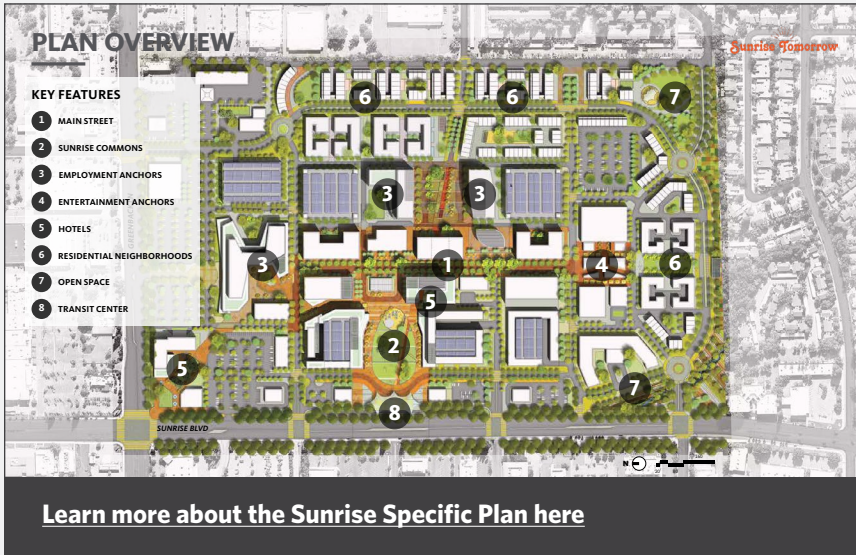 PLAN OVERVIEW
Sunrise Tomorrow
KEY FEATURES
1 MAIN STREET
2 SUNRISE COMMONS
3 EMPLOYMENT ANCHORS
4 ENTERTAINMENT ANCHORS
5 HOTELS
6 RESIDENTIAL NEIGHBORHOODS
7 OPEN SPACE
8 TRANSIT CENTER
6
6
7
3
3
3
1
4
6
5
2
5
7
8
SUNRISE BLVD
N
Learn more about the Sunrise Specific Plan here